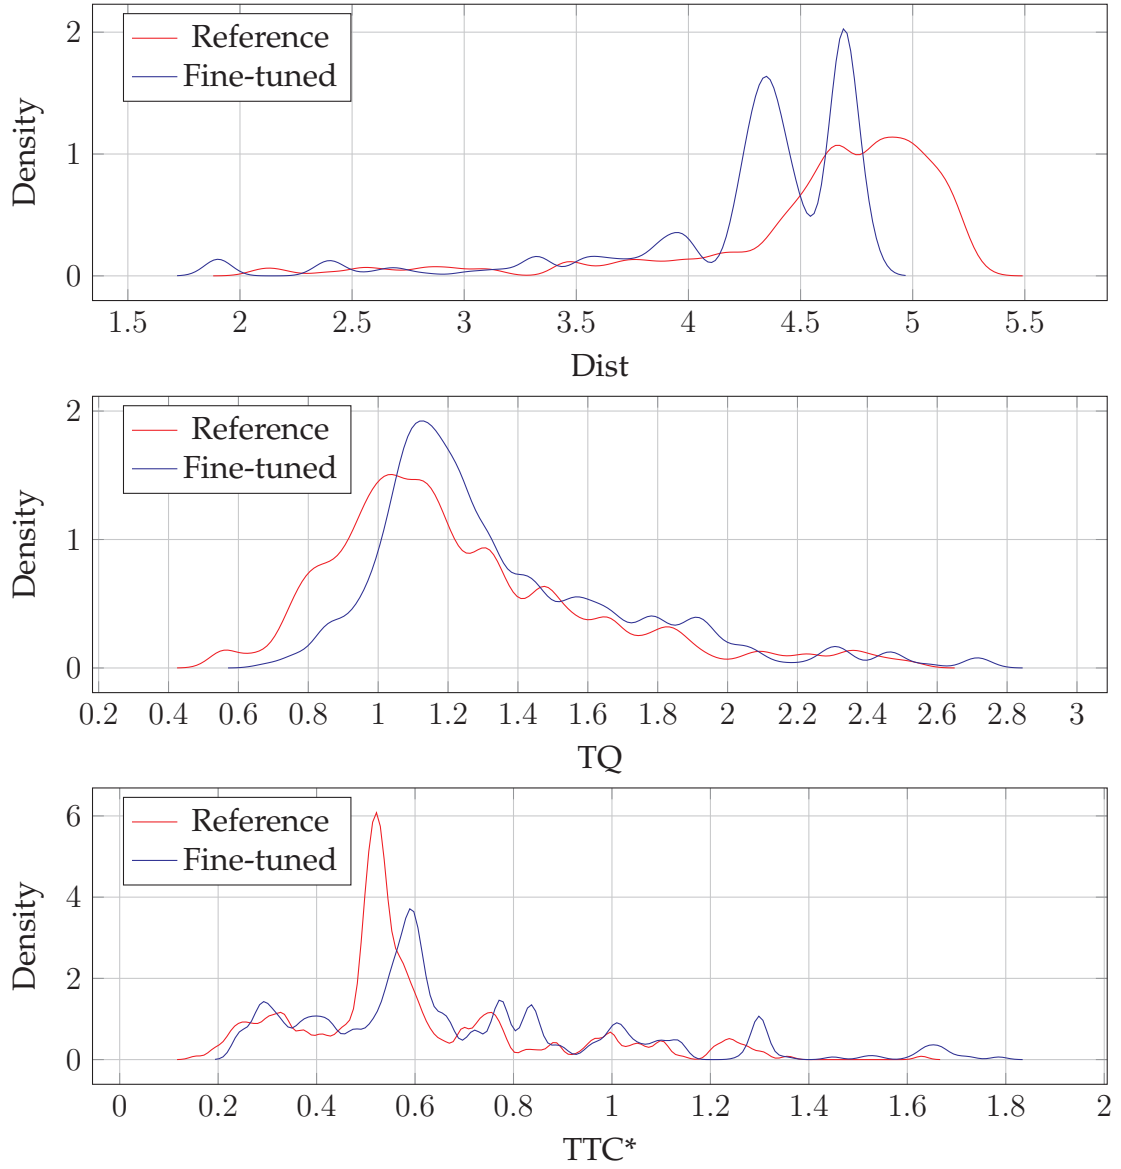 2
1
0
Density
Reference
Fine-tuned
1.5 2 2.5 3 3.5 4 4.5 5 5.5
Dist
2
1
0
Density
Reference
Fine-tuned
0.2 0.4 0.6 0.8 1 1.2 1.4 1.6 1.8 2 2.2 2.4 2.6 2.8 3
TQ
6
4
2
0
Density
Reference
Fine-tuned
0 0.2 0.4 0.6 0.8 1 1.2 1.4 1.6 1.8 2
TTC*